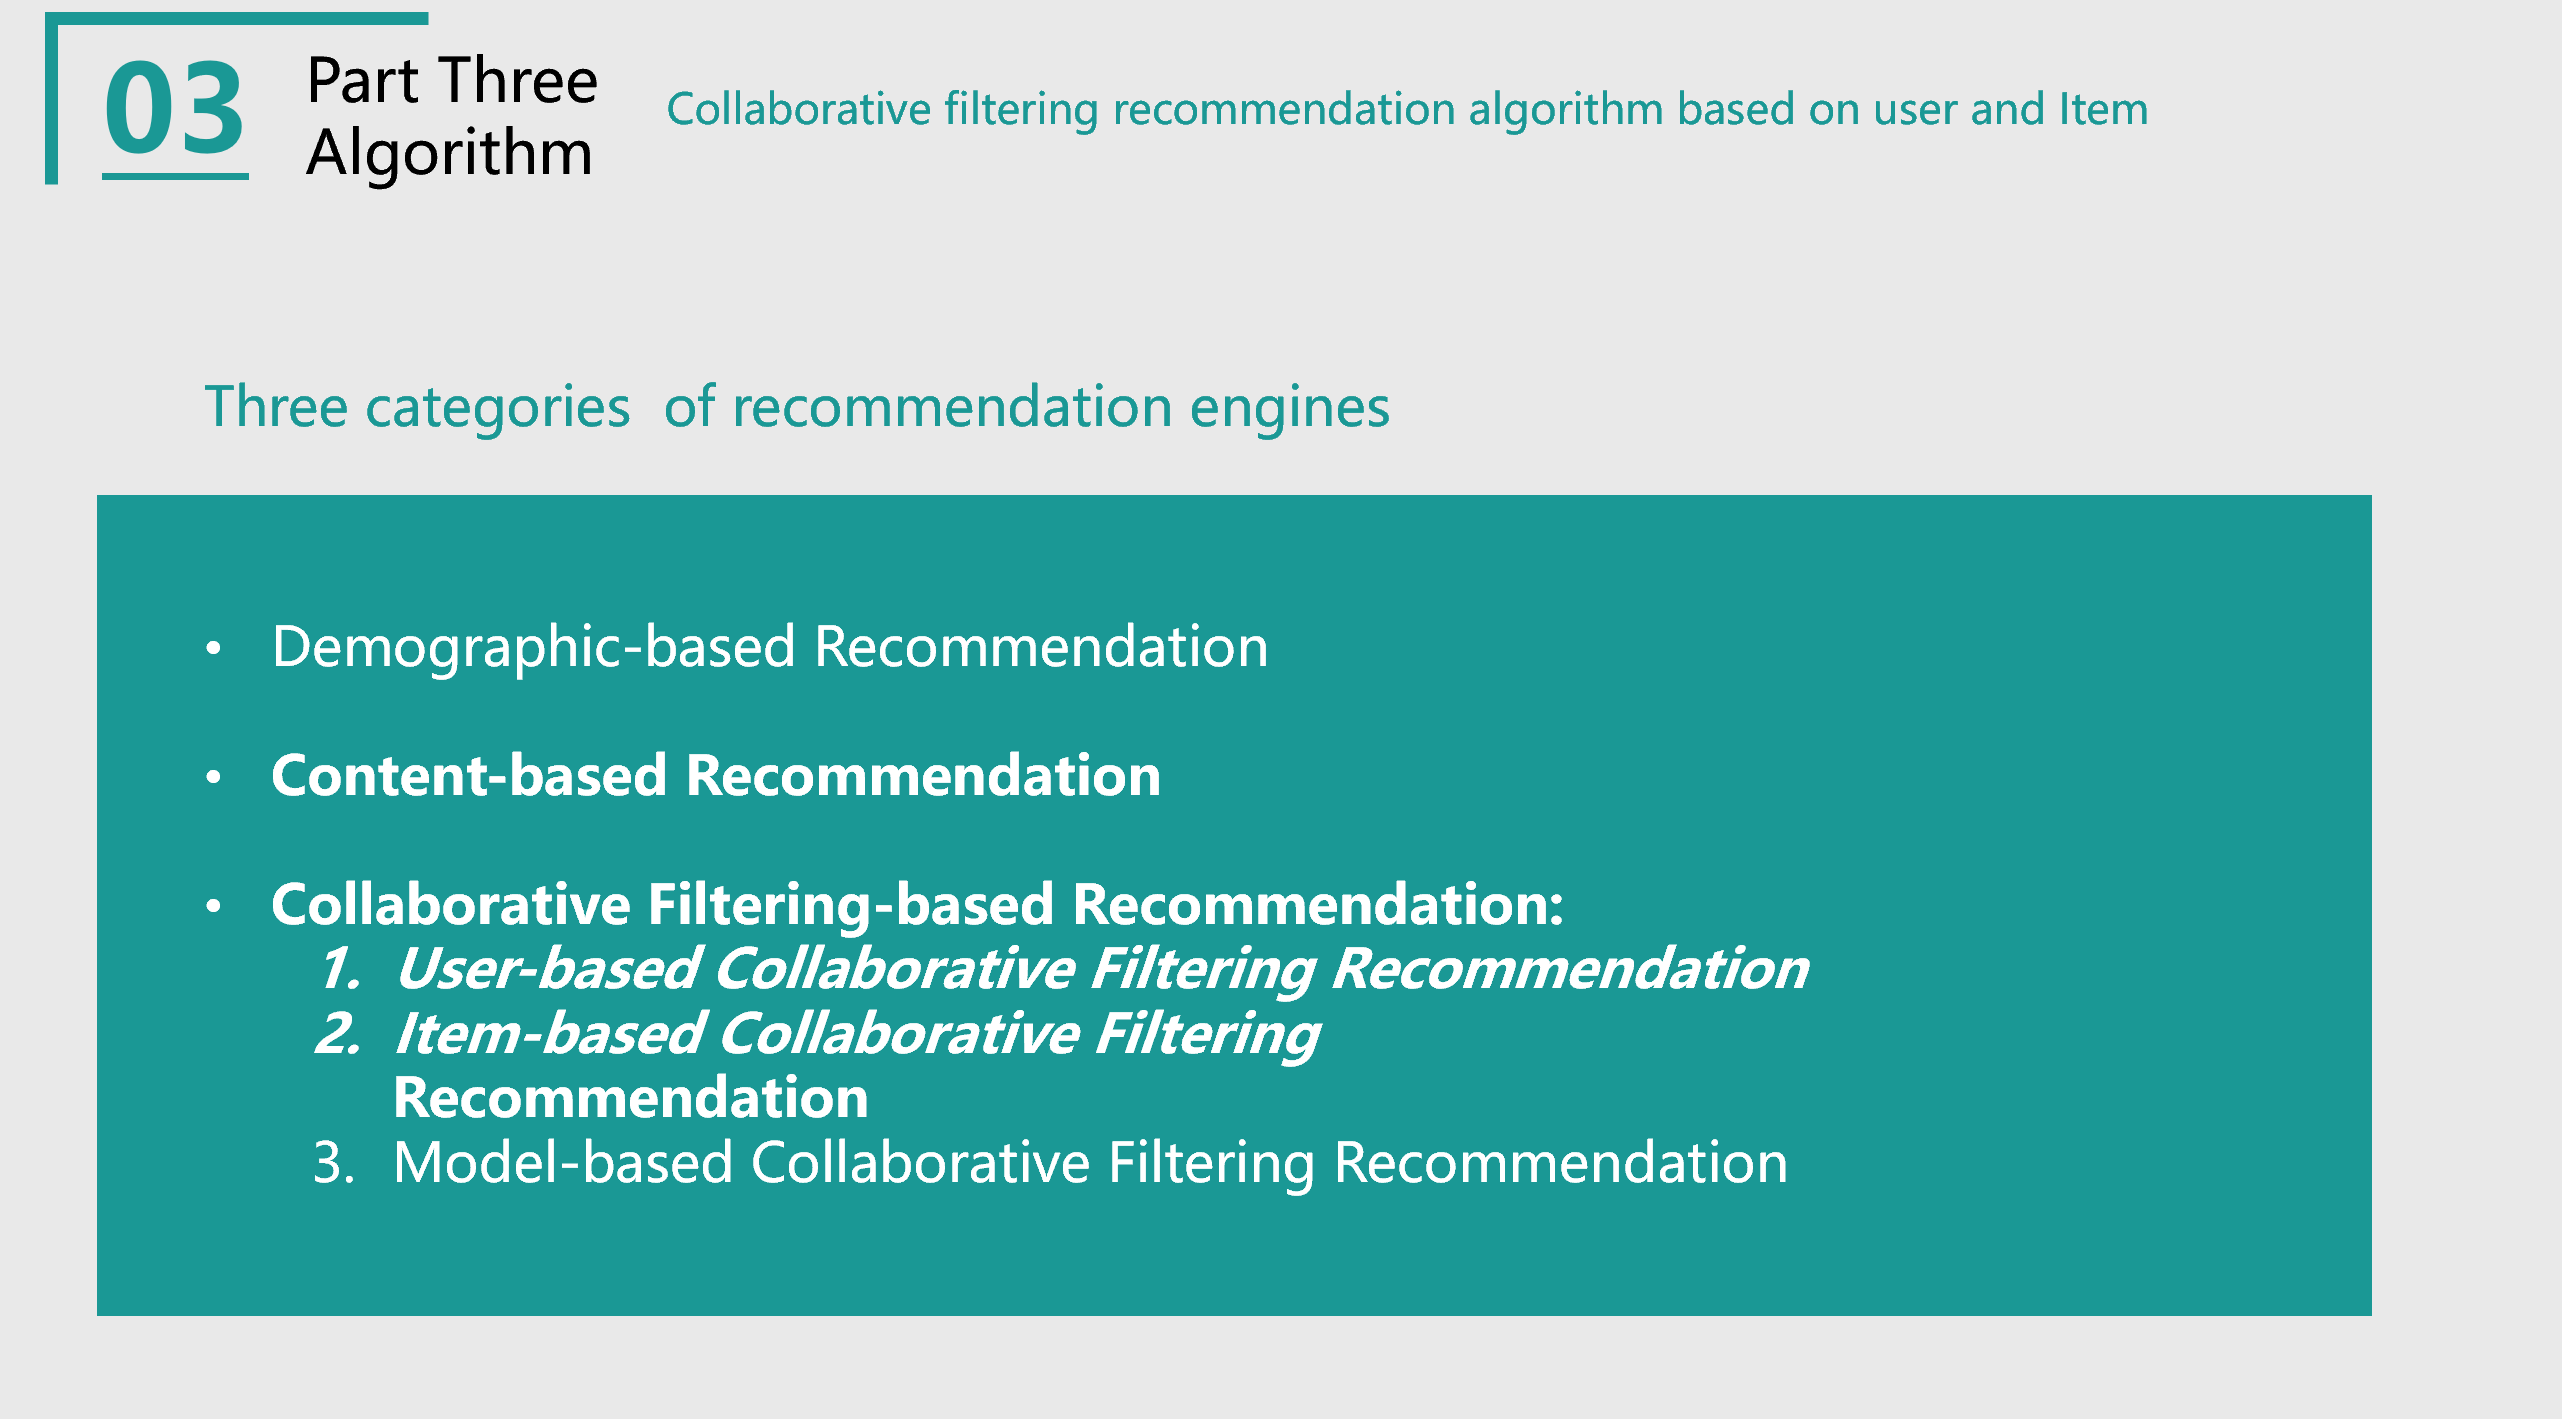 03
Part Three
Algorithm
Collaborative filtering recommendation algorithm based on user and Item
Three categories  of recommendation engines
• Demographic-based Recommendation
• Content-based Recommendation
• Collaborative Filtering-based Recommendation:
1. User-based Collaborative Filtering Recommendation
2. Item-based Collaborative Filtering
Recommendation
3. Model-based Collaborative Filtering Recommendation